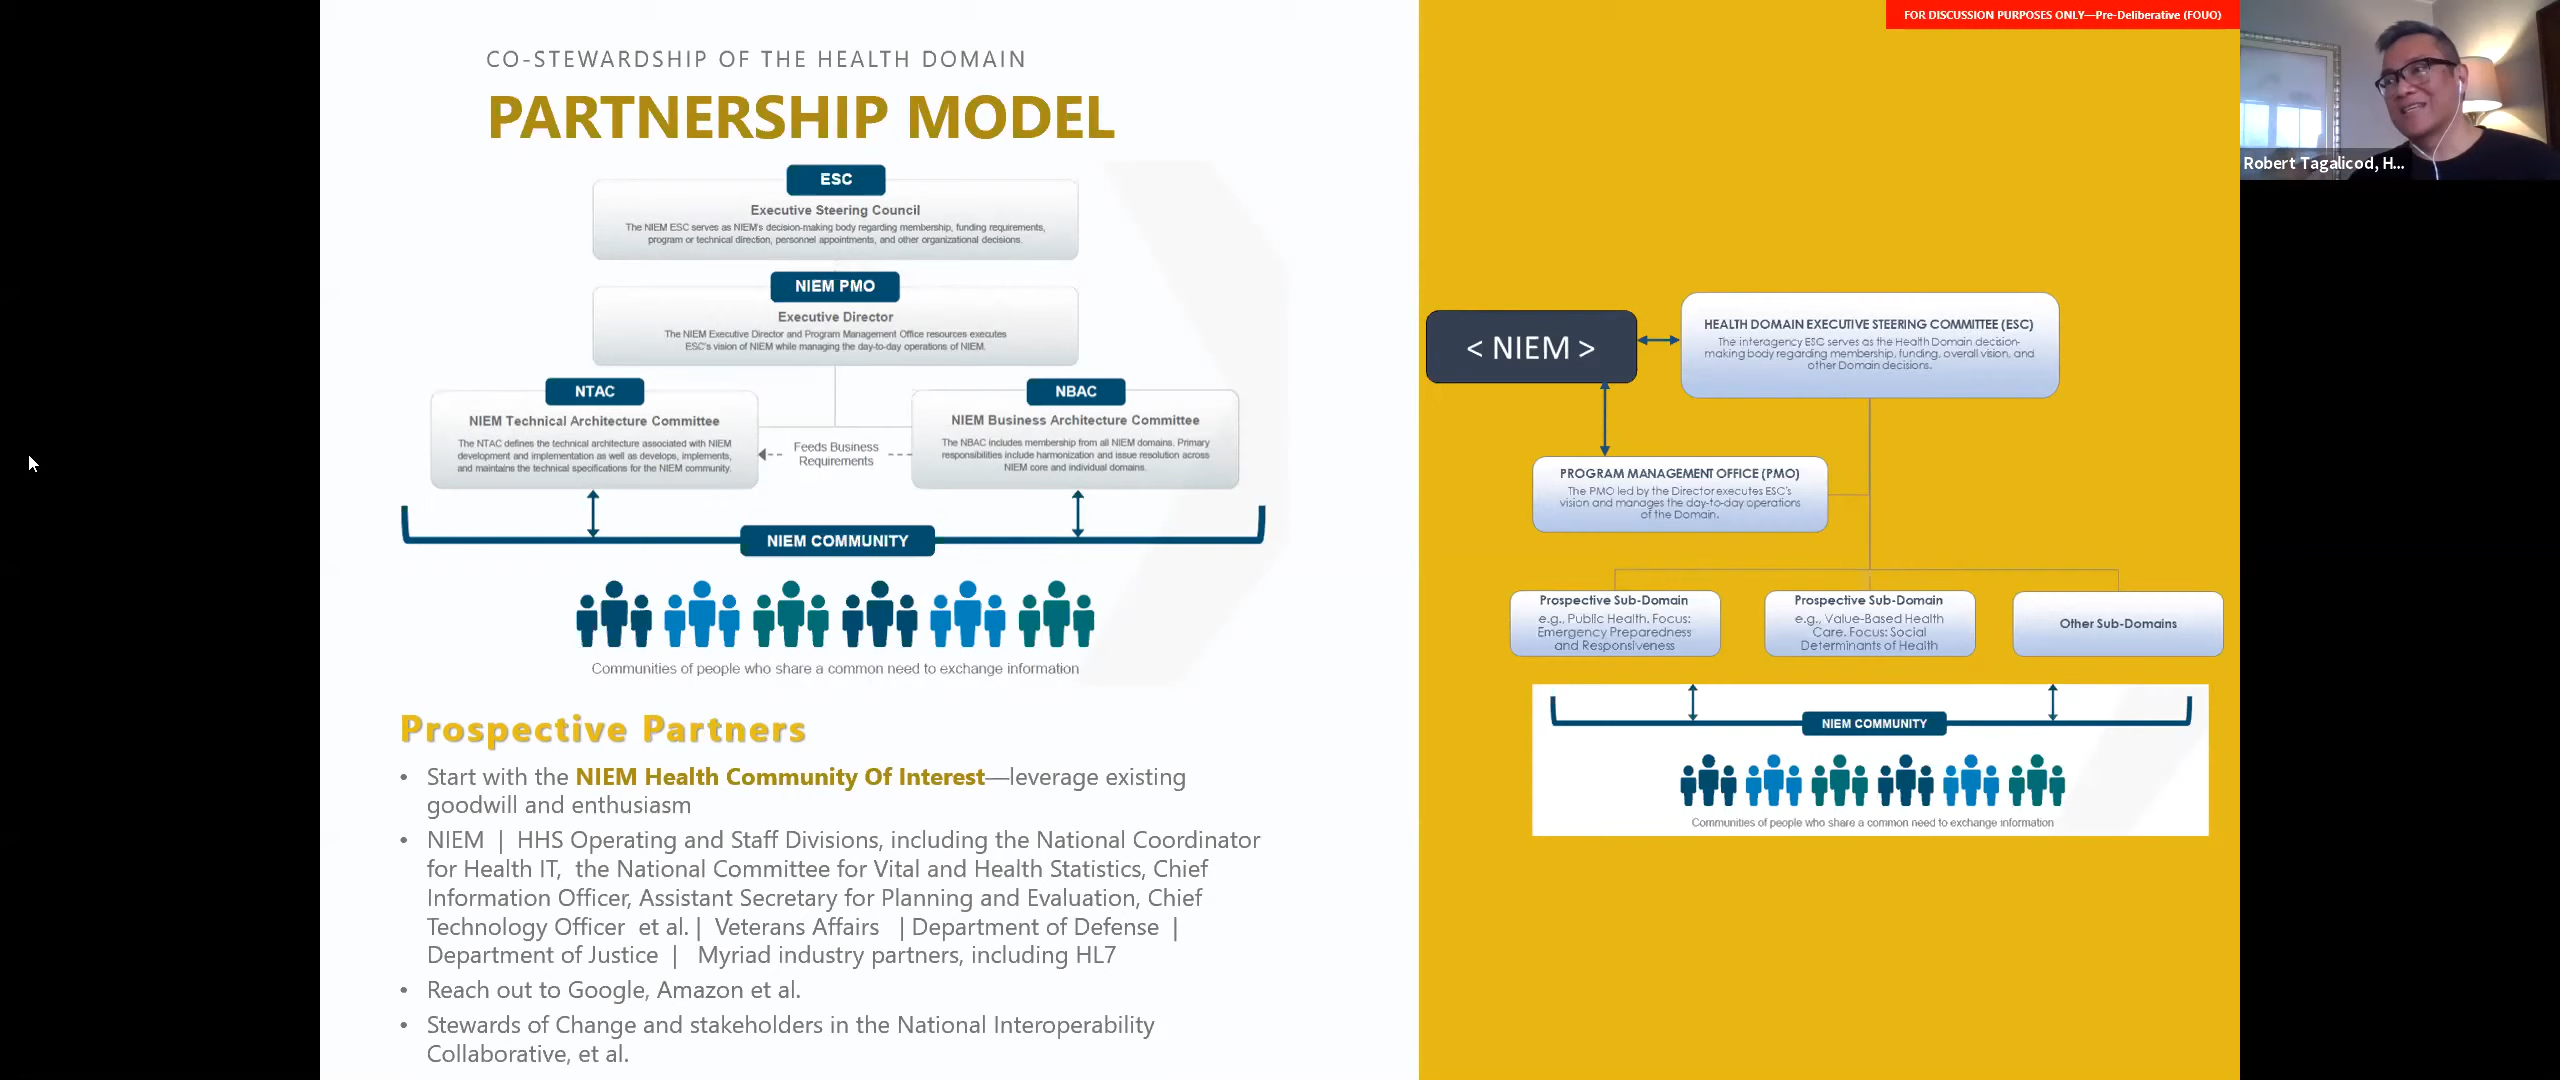 CO-STEWARDSHIP OF THE HEALTH DOMAIN
PARTNERSHIP MODEL
ESC
Executive Steering Council
The NIEM ESC serves as NIEM's decision-making body regarding membership, funding requirements,
program or technical direction, personnel appointments, and other organizational decisions.
NIEM PMO
Executive Director
The NIEM Executive Director and Program Management Office resources executes
ESC's vision of NIEM while managing the day-to-day operations of NIEM.
NTAC
NIEM Technical Architecture Committee
The NTAC defines the technical architecture associated with NIEM
development and implementation as well as develops, implements,
and maintains the technical specifications for the NIEM community.
Feeds Business
Requirements
NBAC
NIEM Business Architecture Committee
The NBAC includes membership from all NIEM domains. Primary
responsibilities include harmonization and issue resolution across
NIEM core and individual domains.
NIEM COMMUNITY
Communities of people who share a common need to exchange information
Prospective Partners
• Start with the NIEM Health Community Of Interest—leverage existing
goodwill and enthusiasm
• NIEM | HHS Operating and Staff Divisions, including the National Coordinator
for Health IT, the National Committee for Vital and Health Statistics, Chief
Information Officer, Assistant Secretary for Planning and Evaluation, Chief
Technology Officer et al. | Veterans Affairs | Department of Defense |
Department of Justice | Myriad industry partners, including HL7
• Reach out to Google, Amazon et al.
• Stewards of Change and stakeholders in the National Interoperability
Collaborative, et al.
FOR DISCUSSION PURPOSES ONLY—Pre-Deliberative (FOUO)
< NIEM >
HEALTH DOMAIN EXECUTIVE STEERING COMMITTEE (ESC)
The interagency ESC serves as the Health Domain decision-
making body regarding membership, funding, overall vision, and
other Domain decisions.
PROGRAM MANAGEMENT OFFICE (PMO)
The PMO led by the Director executes ESC's
vision and manages the day-to-day operations
of the Domain.
Prospective Sub-Domain
e.g., Public Health. Focus:
Emergency Preparedness
and Responsiveness
Prospective Sub-Domain
e.g., Value-Based Health
Care. Focus: Social
Determinants of Health
Other Sub-Domains
NIEM COMMUNITY
Communities of people who share a common need to exchange information
Robert Tagalicod, H...